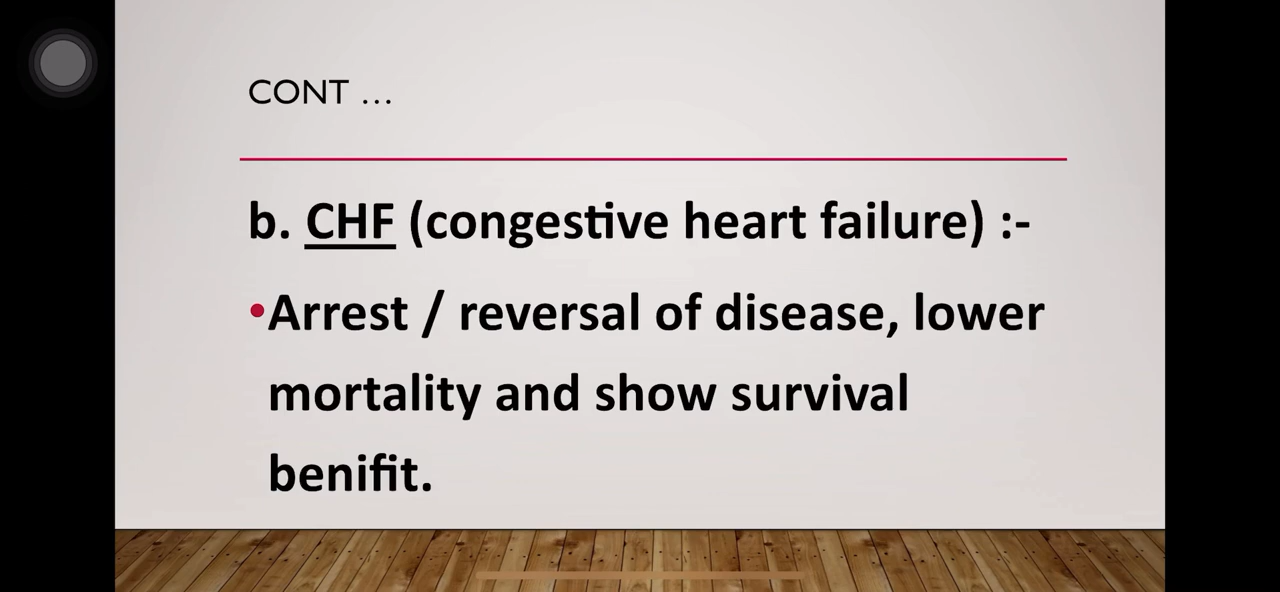 CONT ...
b. CHF (congestive heart failure) :-
•Arrest / reversal of disease, lower
mortality and show survival
benifit.